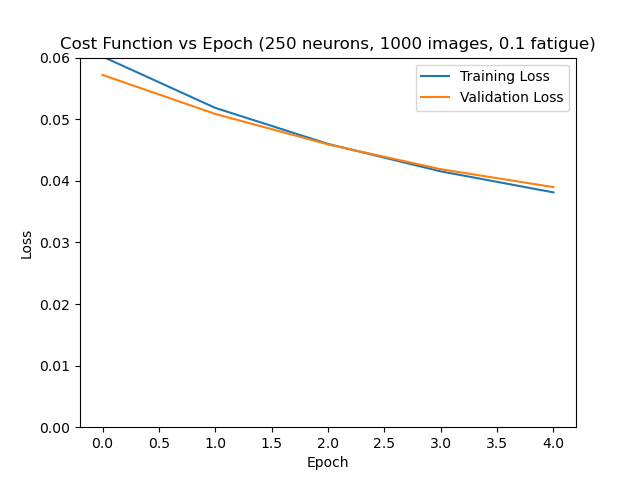 Cost Function vs Epoch (250 neurons, 1000 images, 0.1 fatigue)
Training Loss
Validation Loss
0.06
0.05
0.04
0.03
0.02
0.01
0.00
Loss
0.0 0.5 1.0 1.5 2.0 2.5 3.0 3.5 4.0
Epoch